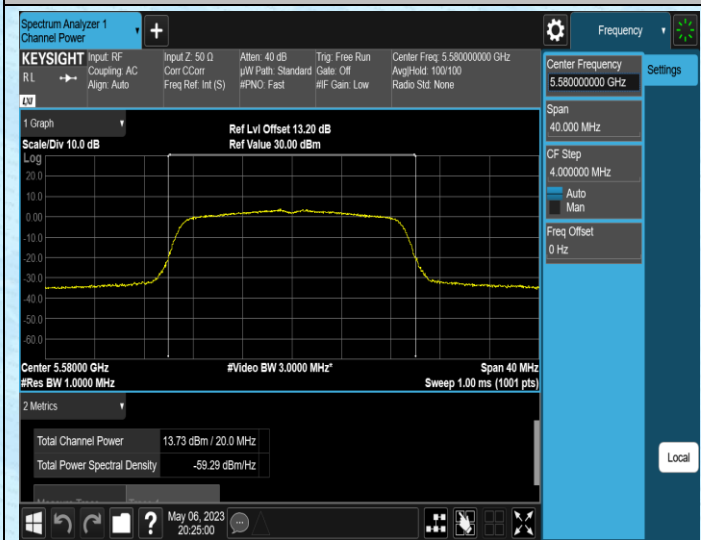 Spectrum Analyzer 1
Channel Power
Frequency
KEYSIGHT
RL
LXI
Input: RF
Coupling: AC
Align: Auto
Input Z: 50 Ω
Corr CCorr
Freq Ref: Int (S)
Atten: 40 dB
µW Path: Standard
#PNO: Fast
Trig: Free Run
Gate: Off
#IF Gain: Low
Center Freq: 5.580000000 GHz
Avg|Hold: 100/100
Radio Std: None
Center Frequency
5.580000000 GHz
Settings
Span
40.000 MHz
CF Step
4.000000 MHz
Auto
Man
Freq Offset
0 Hz
1 Graph
Scale/Div 10.0 dB
Ref Lvl Offset 13.20 dB
Ref Value 30.00 dBm
Log
20.0
10.0
0.00
-10.0
-20.0
-30.0
-40.0
-50.0
-60.0
Center 5.58000 GHz
#Video BW 3.0000 MHz*
Span 40 MHz
#Res BW 1.0000 MHz
Sweep 1.00 ms (1001 pts)
2 Metrics
Total Channel Power 13.73 dBm / 20.0 MHz
Total Power Spectral Density -59.29 dBm/Hz
Local
?
May 06, 2023
20:25:00